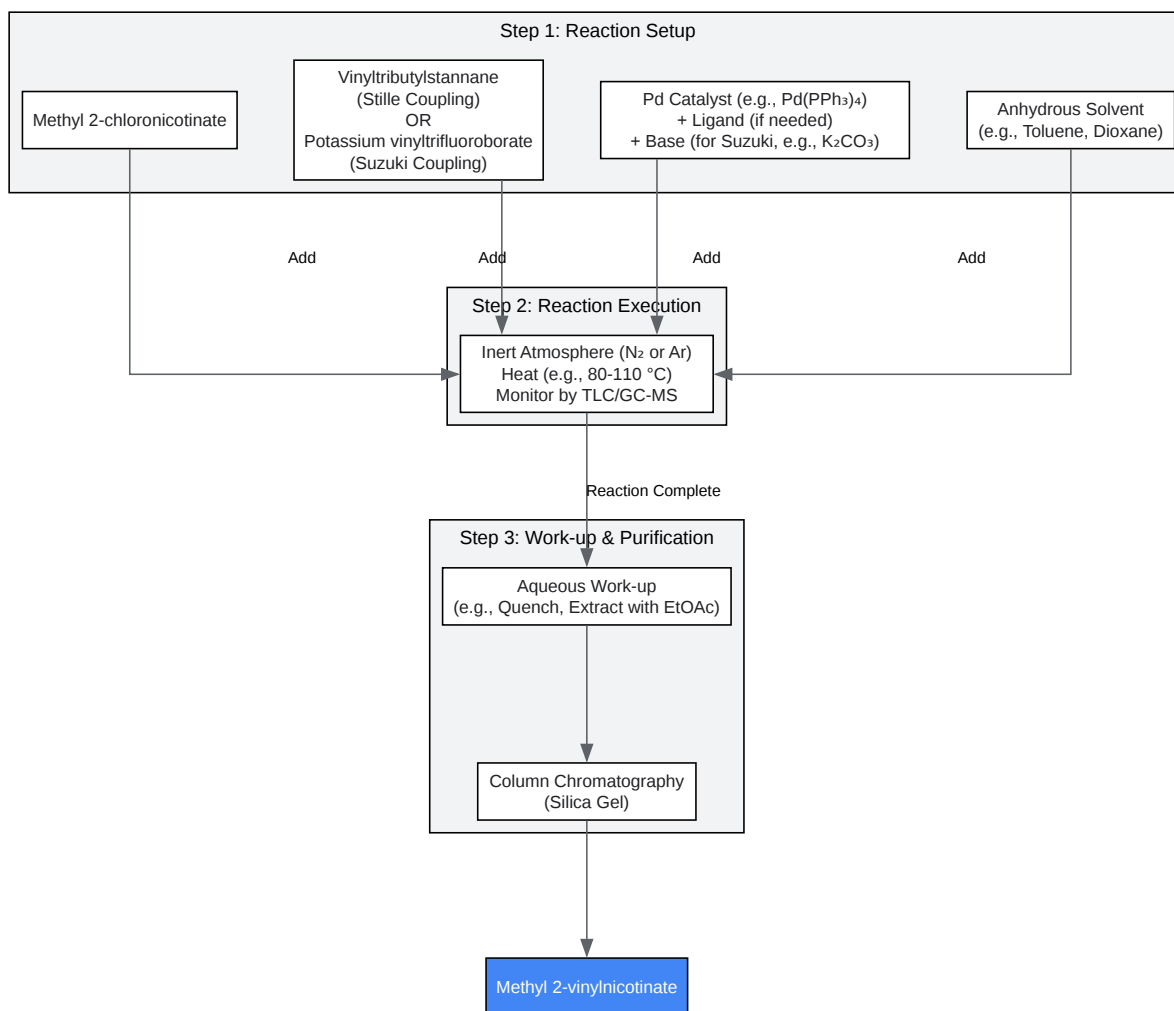 Step 1: Reaction Setup
Methyl 2-chloronicotinate
Vinyltributylstannane
(Stille Coupling)
OR
Potassium vinyltrifluoroborate
(Suzuki Coupling)
Pd Catalyst (e.g., Pd(PPh₃)₄)
+ Ligand (if needed)
+ Base (for Suzuki, e.g., K₂CO₃)
Anhydrous Solvent
(e.g., Toluene, Dioxane)
Add
Add
Add
Add
Step 2: Reaction Execution
Inert Atmosphere (N₂ or Ar)
Heat (e.g., 80-110 °C)
Monitor by TLC/GC-MS
Reaction Complete
Step 3: Work-up & Purification
Aqueous Work-up
(e.g., Quench, Extract with EtOAc)
Column Chromatography
(Silica Gel)
Methyl 2-vinylnicotinate